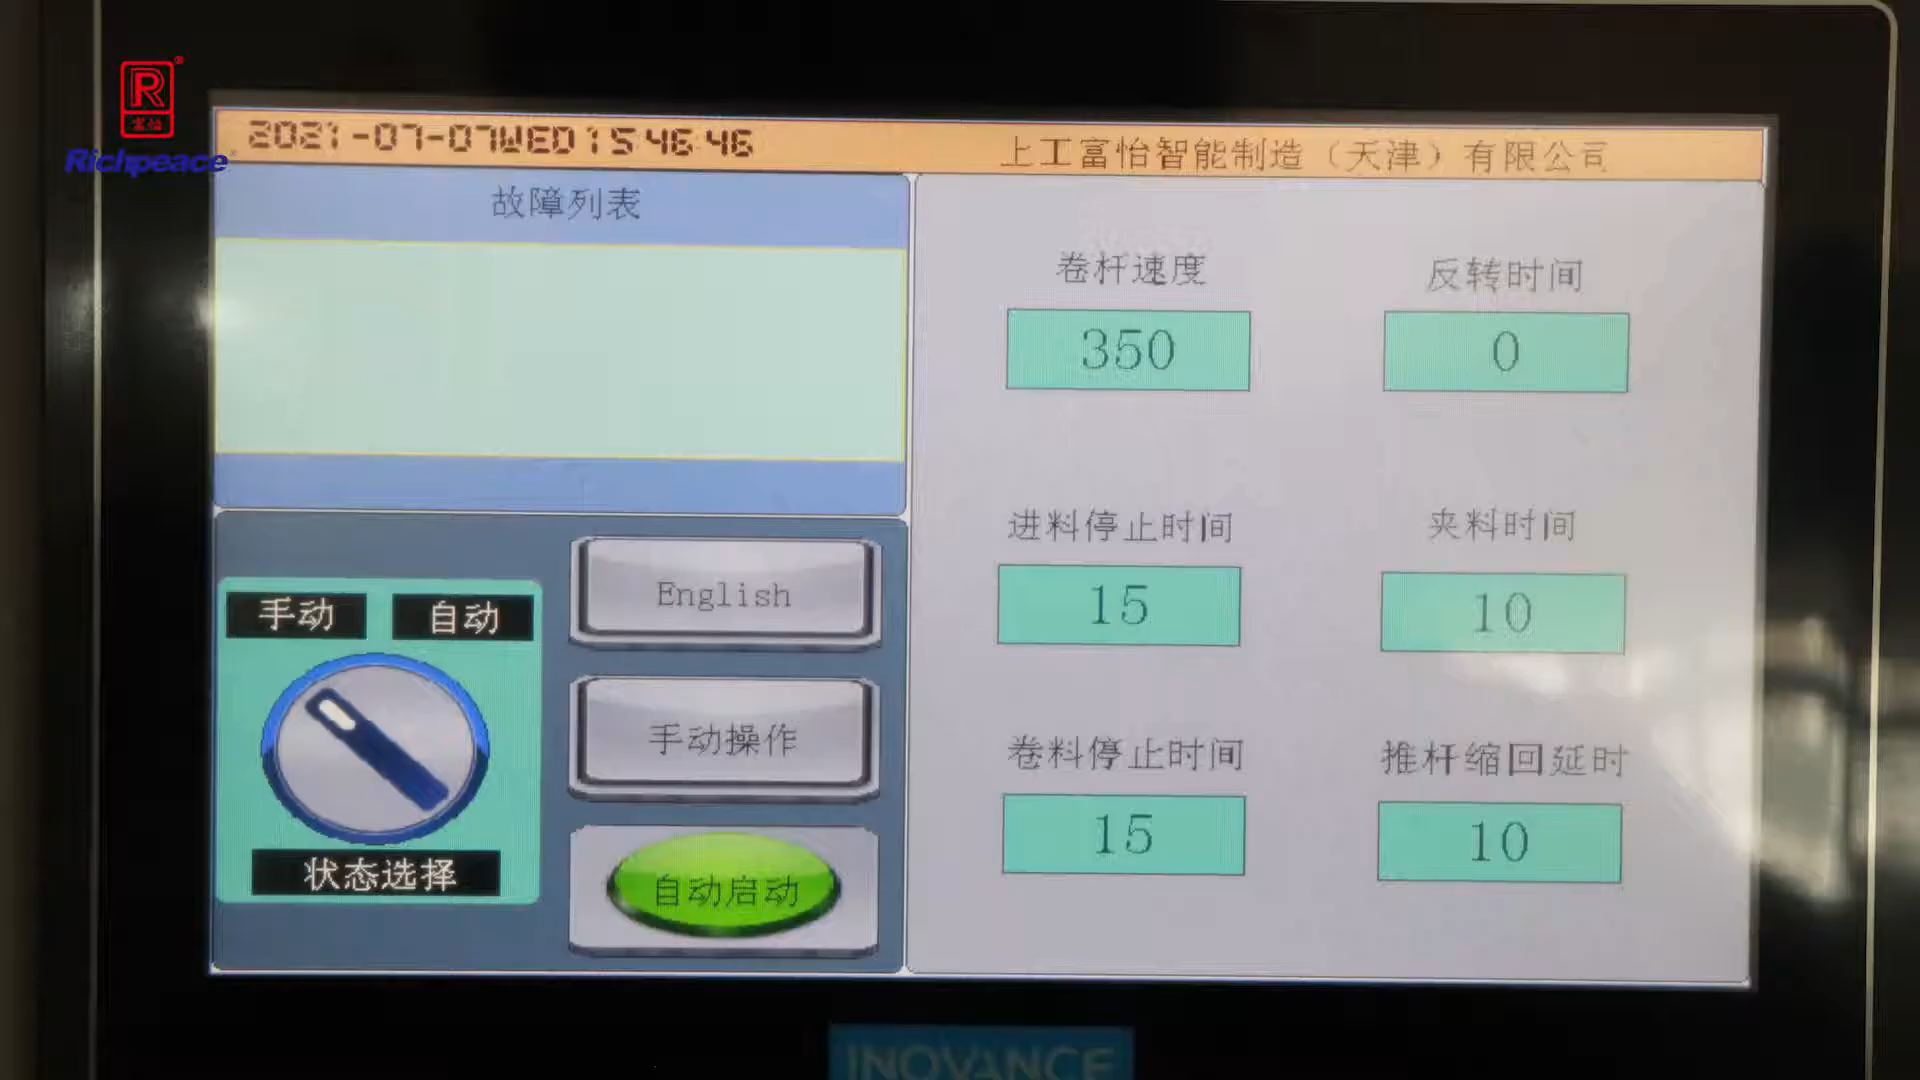 R
富怡
Richpeace
2021-07-07WED15 46 46
上工富怡智能制造（天津）有限公司
故障列表
卷杆速度
反转时间
350
0
进料停止时间
夹料时间
15
10
卷料停止时间
推杆缩回延时
15
10
手动
自动
状态选择
English
手动操作
自动启动
INOVANCE